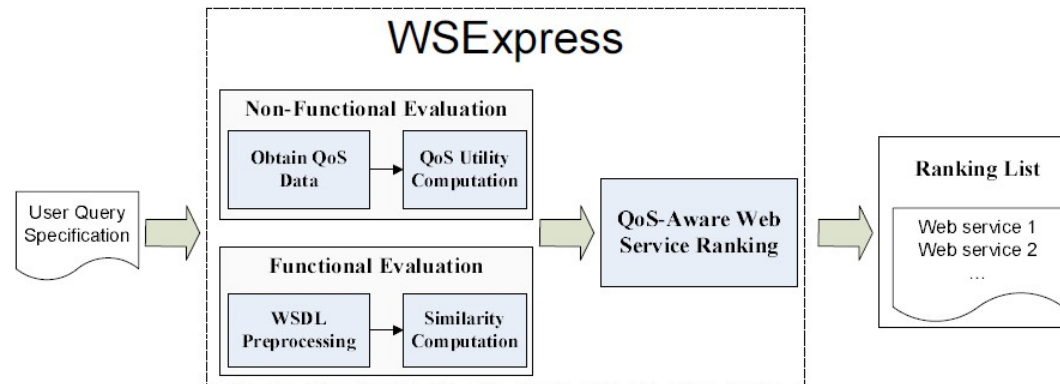 WSExpress
User Query
Specification
Non-Functional Evaluation
Obtain QoS
Data
QoS Utility
Computation
Functional Evaluation
WSDL
Preprocessing
Similarity
Computation
QoS-Aware Web
Service Ranking
Ranking List
Web service 1
Web service 2
...